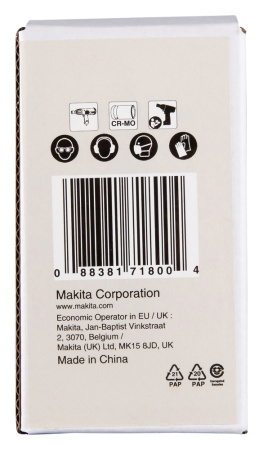 CR-MO
0 88381 71800 4
Makita Corporation
www.makita.com
Economic Operator in EU / UK :
Makita, Jan-Baptist Vinkstraat
2, 3070, Belgium /
Makita (UK) Ltd, MK15 8JD, UK
Made in China
21 20
PAP PAP